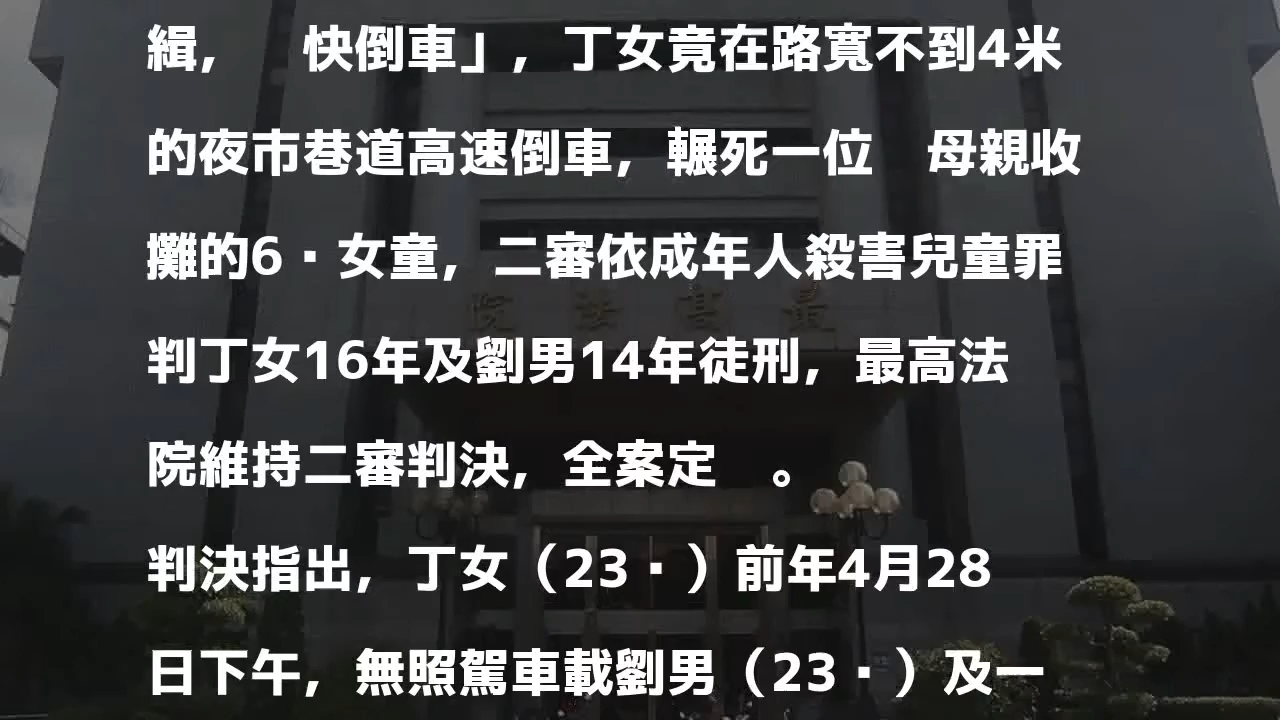 緝，　快倒車」，丁女竟在路寬不到4米
的夜市巷道高速倒車，輾死一位　母親收
攤的6▪女童，二審依成年人殺害兒童罪
院法高最
判丁女16年及劉男14年徒刑，最高法
院維持二審判決，全案定　。
判決指出，丁女（23▪）前年4月28
日下午，無照駕車載劉男（23▪）及一